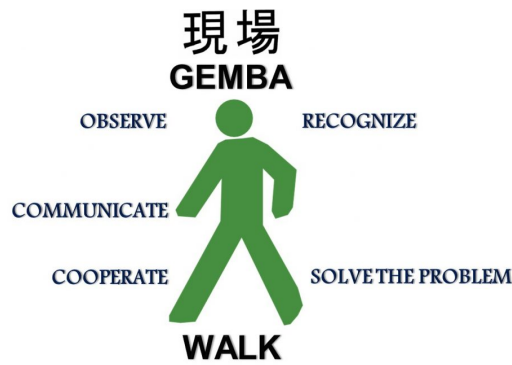 現場
GEMBA
OBSERVE
RECOGNIZE
COMMUNICATE
COOPERATE
SOLVE THE PROBLEM
WALK